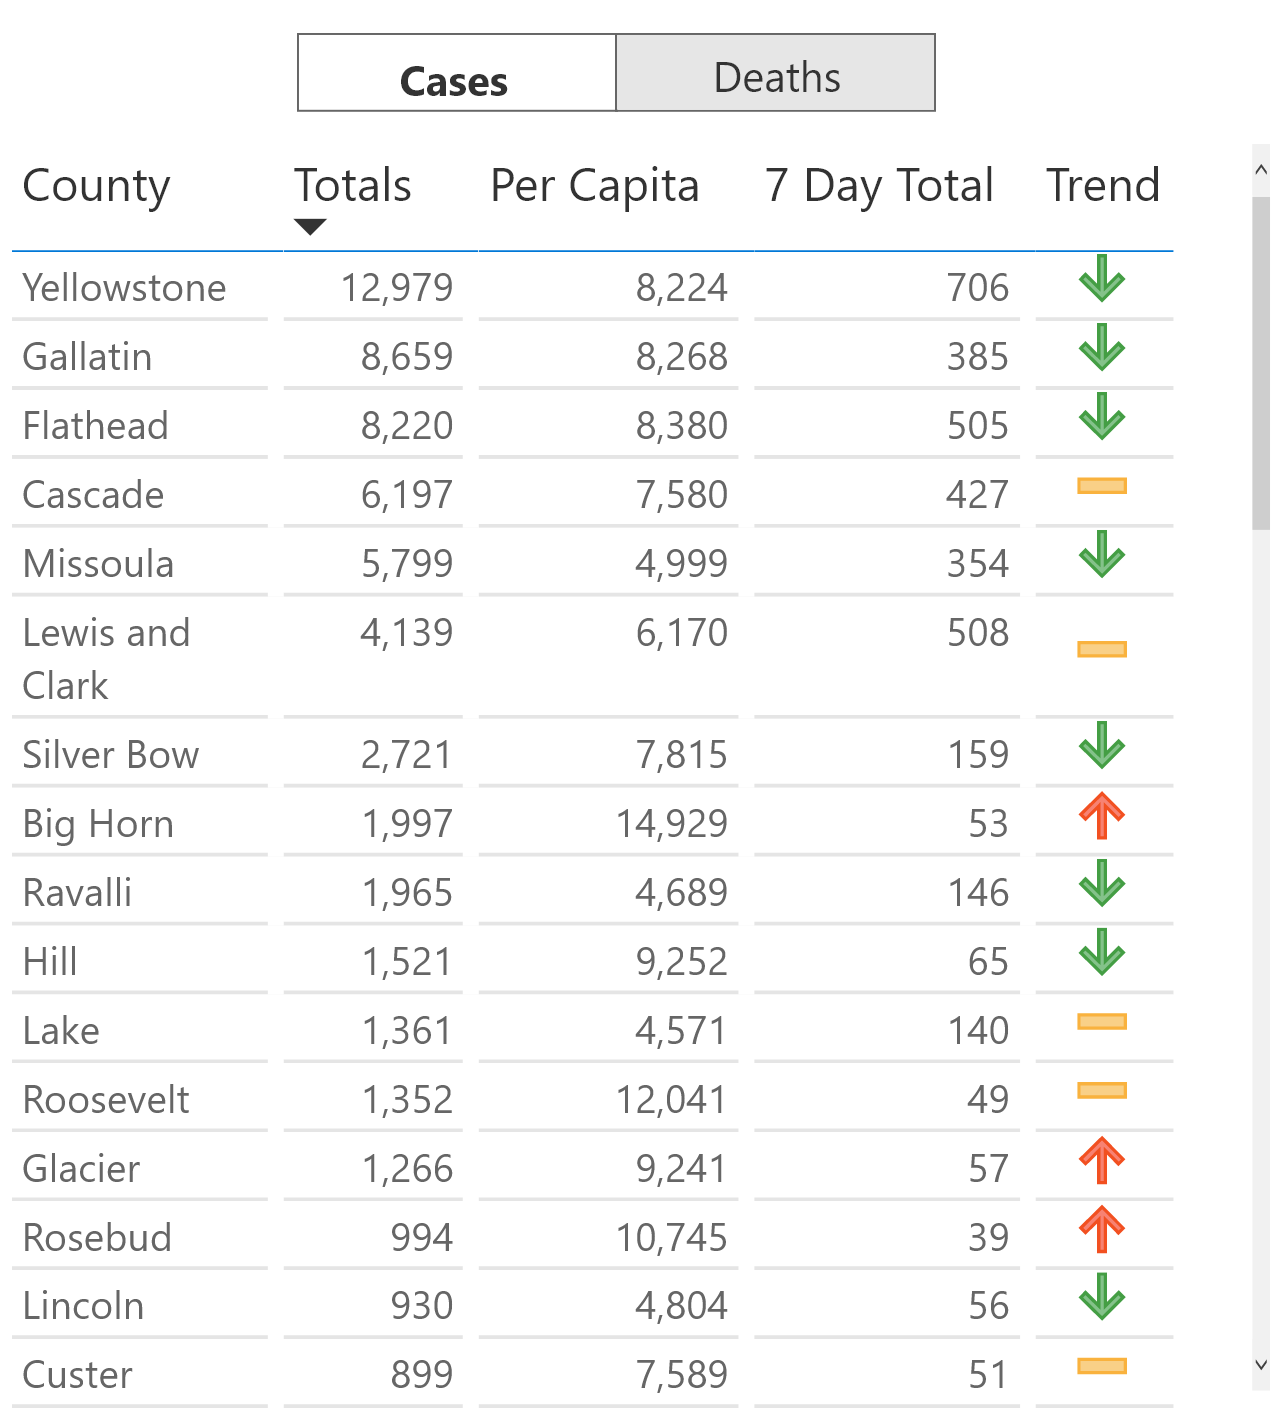 Cases Deaths
County Totals Per Capita 7 Day Total Trend
Yellowstone 12,979 8,224 706
Gallatin 8,659 8,268 385
Flathead 8,220 8,380 505
Cascade 6,197 7,580 427
Missoula 5,799 4,999 354
Lewis and 4,139 6,170 508
Clark
Silver Bow 2,721 7,815 159
Big Horn 1,997 14,929 53
Ravalli 1,965 4,689 146
Hill 1,521 9,252 65
Lake 1,361 4,571 140
Roosevelt 1,352 12,041 49
Glacier 1,266 9,241 57
Rosebud 994 10,745 39
Lincoln 930 4,804 56
Custer 899 7,589 51